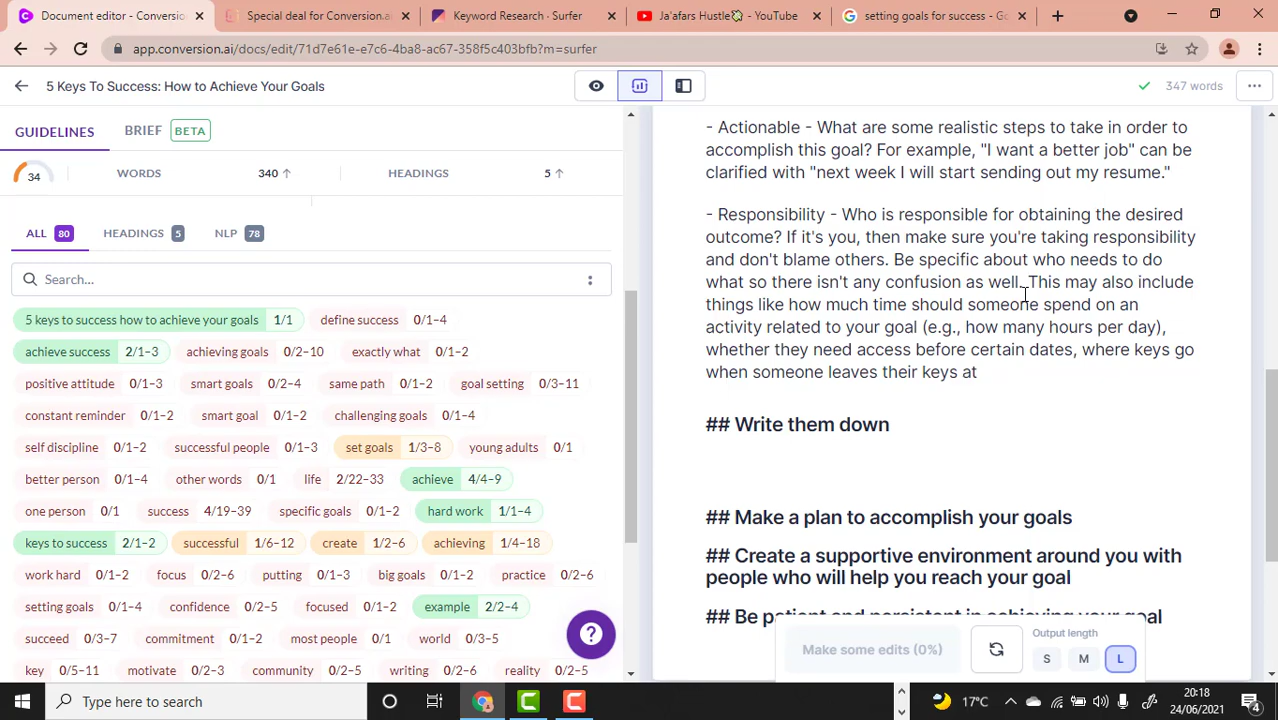 Document editor - Conversion
Special deal for Conversion.a
Keyword Research - Surfer
Ja'afars Hustle - YouTube
setting goals for success - Go
app.conversion.ai/docs/edit/71d7e61e-e7c6-4ba8-ac67-358f5c403bfb?m=surfer
5 Keys To Success: How to Achieve Your Goals
347 words
GUIDELINES
BRIEF BETA
34
WORDS 340
HEADINGS 5
ALL 80
HEADINGS 5
NLP 78
Search...
5 keys to success how to achieve your goals 1/1
define success 0/1–4
achieve success 2/1–3
achieving goals 0/2–10
exactly what 0/1–2
positive attitude 0/1–3
smart goals 0/2–4
same path 0/1–2
goal setting 0/3–11
constant reminder 0/1–2
smart goal 0/1–2
challenging goals 0/1–4
self discipline 0/1–2
successful people 0/1–3
set goals 1/3–8
young adults 0/1
better person 0/1–4
other words 0/1
life 2/22–33
achieve 4/4–9
one person 0/1
success 4/19–39
specific goals 0/1–2
hard work 1/1–4
keys to success 2/1–2
successful 1/6–12
create 1/2–6
achieving 1/4–18
work hard 0/1–2
focus 0/2–6
putting 0/1–3
big goals 0/1–2
practice 0/2–6
setting goals 0/1–4
confidence 0/2–5
focused 0/1–2
example 2/2–4
succeed 0/3–7
commitment 0/1–2
most people 0/1
world 0/3–5
key 0/5–11
motivate 0/2–3
community 0/2–5
writing 0/2–6
reality 0/2–5
- Actionable - What are some realistic steps to take in order to
accomplish this goal? For example, "I want a better job" can be
clarified with "next week I will start sending out my resume."
- Responsibility - Who is responsible for obtaining the desired
outcome? If it's you, then make sure you're taking responsibility
and don't blame others. Be specific about who needs to do
what so there isn't any confusion as well. This may also include
things like how much time should someone spend on an
activity related to your goal (e.g., how many hours per day),
whether they need access before certain dates, where keys go
when someone leaves their keys at
## Write them down
## Make a plan to accomplish your goals
## Create a supportive environment around you with
people who will help you reach your goal
## Be patient and persistent in achieving your goal
Make some edits (0%)
Output length
S M L
Type here to search
17°C
20:18
24/06/2021
4